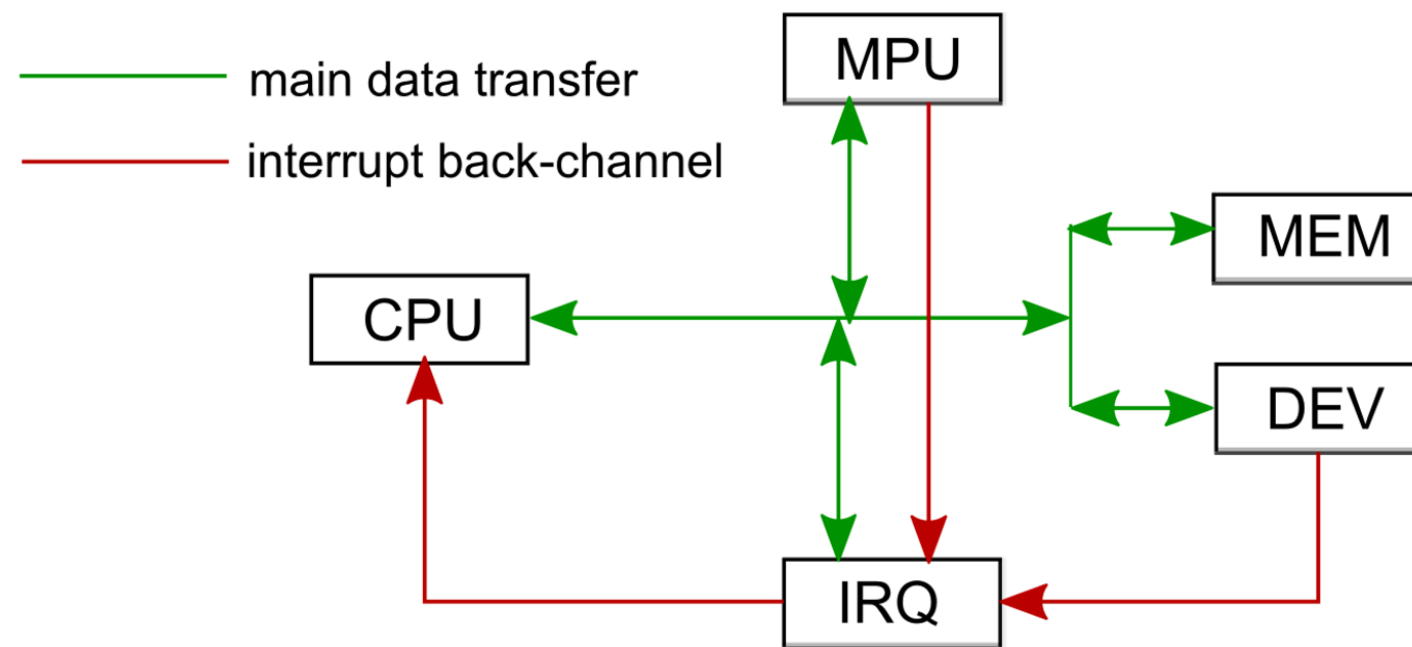 MPU
main data transfer
interrupt back-channel
MEM
CPU
DEV
IRQ